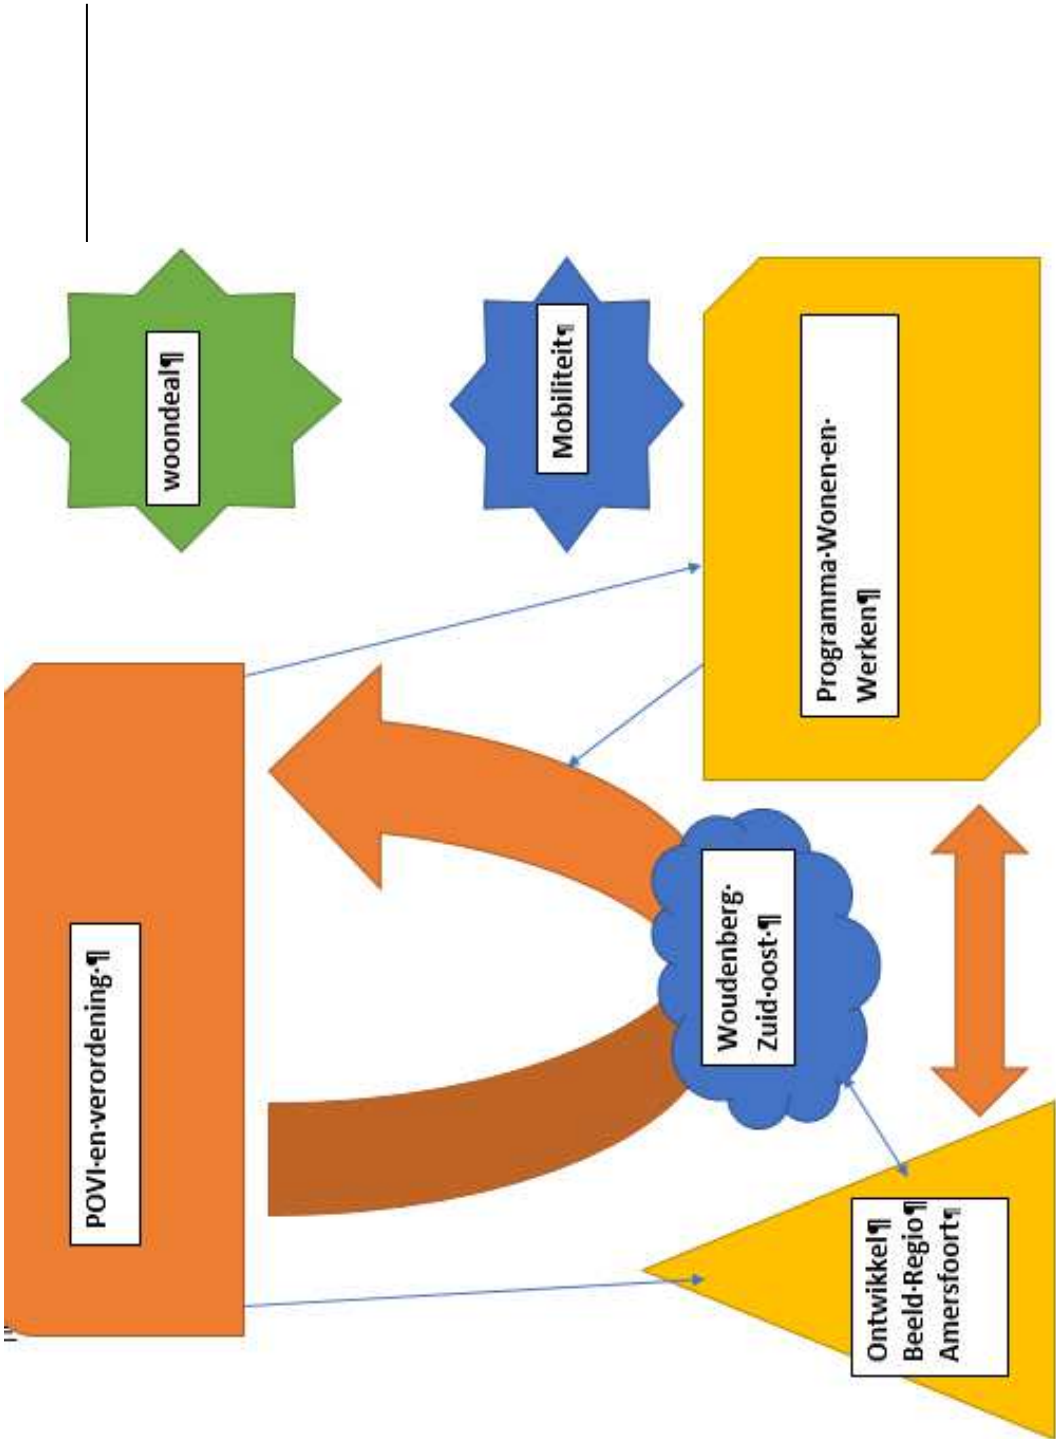 POVI·en·verordening·¶
woondeal¶
Mobiliteit¶
Woudenberg·
Zuid·oost·¶
Programma·Wonen·en·
Werken¶
Ontwikkel¶
Beeld·Regio¶
Amersfoort¶